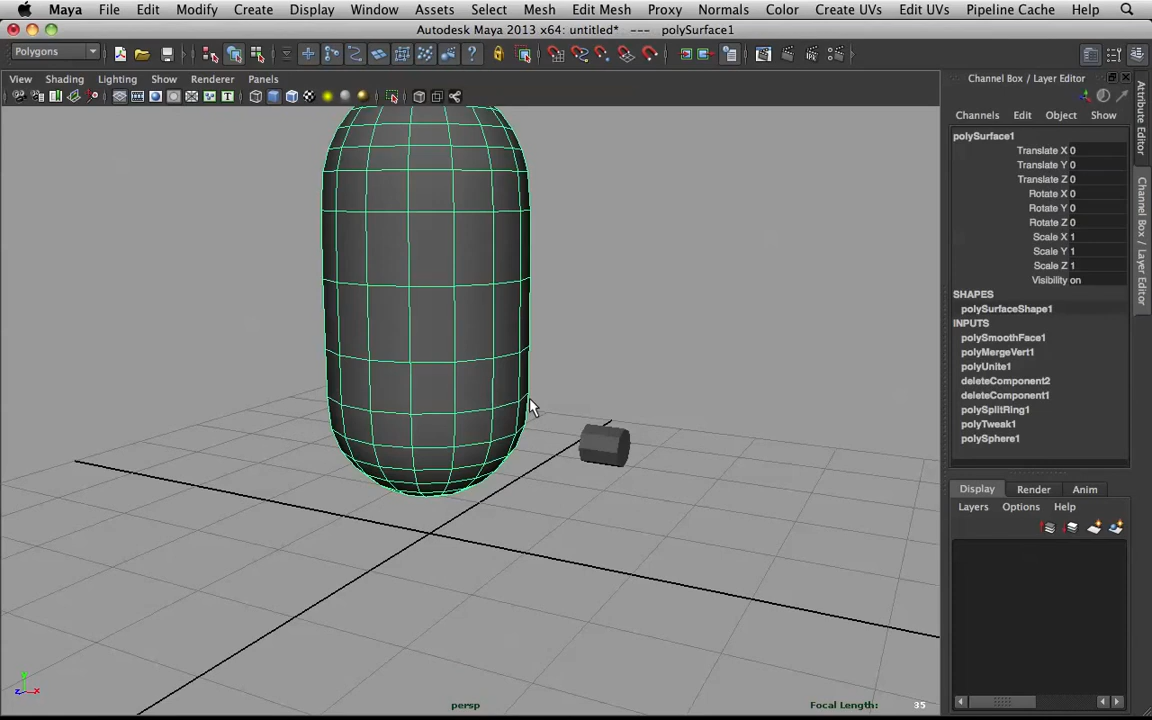 Maya File Edit Modify Create Display Window Assets Select Mesh Edit Mesh Proxy Normals Color Create UVs Edit UVs Pipeline Cache Help
Autodesk Maya 2013 x64: untitled* --- polySurface1
Polygons
View Shading Lighting Show Renderer Panels
Channel Box / Layer Editor
Channels Edit Object Show
polySurface1
Translate X 0
Translate Y 0
Translate Z 0
Rotate X 0
Rotate Y 0
Rotate Z 0
Scale X 1
Scale Y 1
Scale Z 1
Visibility on
SHAPES
polySurfaceShape1
INPUTS
polySmoothFace1
polyMergeVert1
polyUnite1
deleteComponent2
deleteComponent1
polySplitRing1
polyTweak1
polySphere1
Display Render Anim
Layers Options Help
Attribute Editor
Channel Box / Layer Editor
persp
Focal Length: 35
y
z x